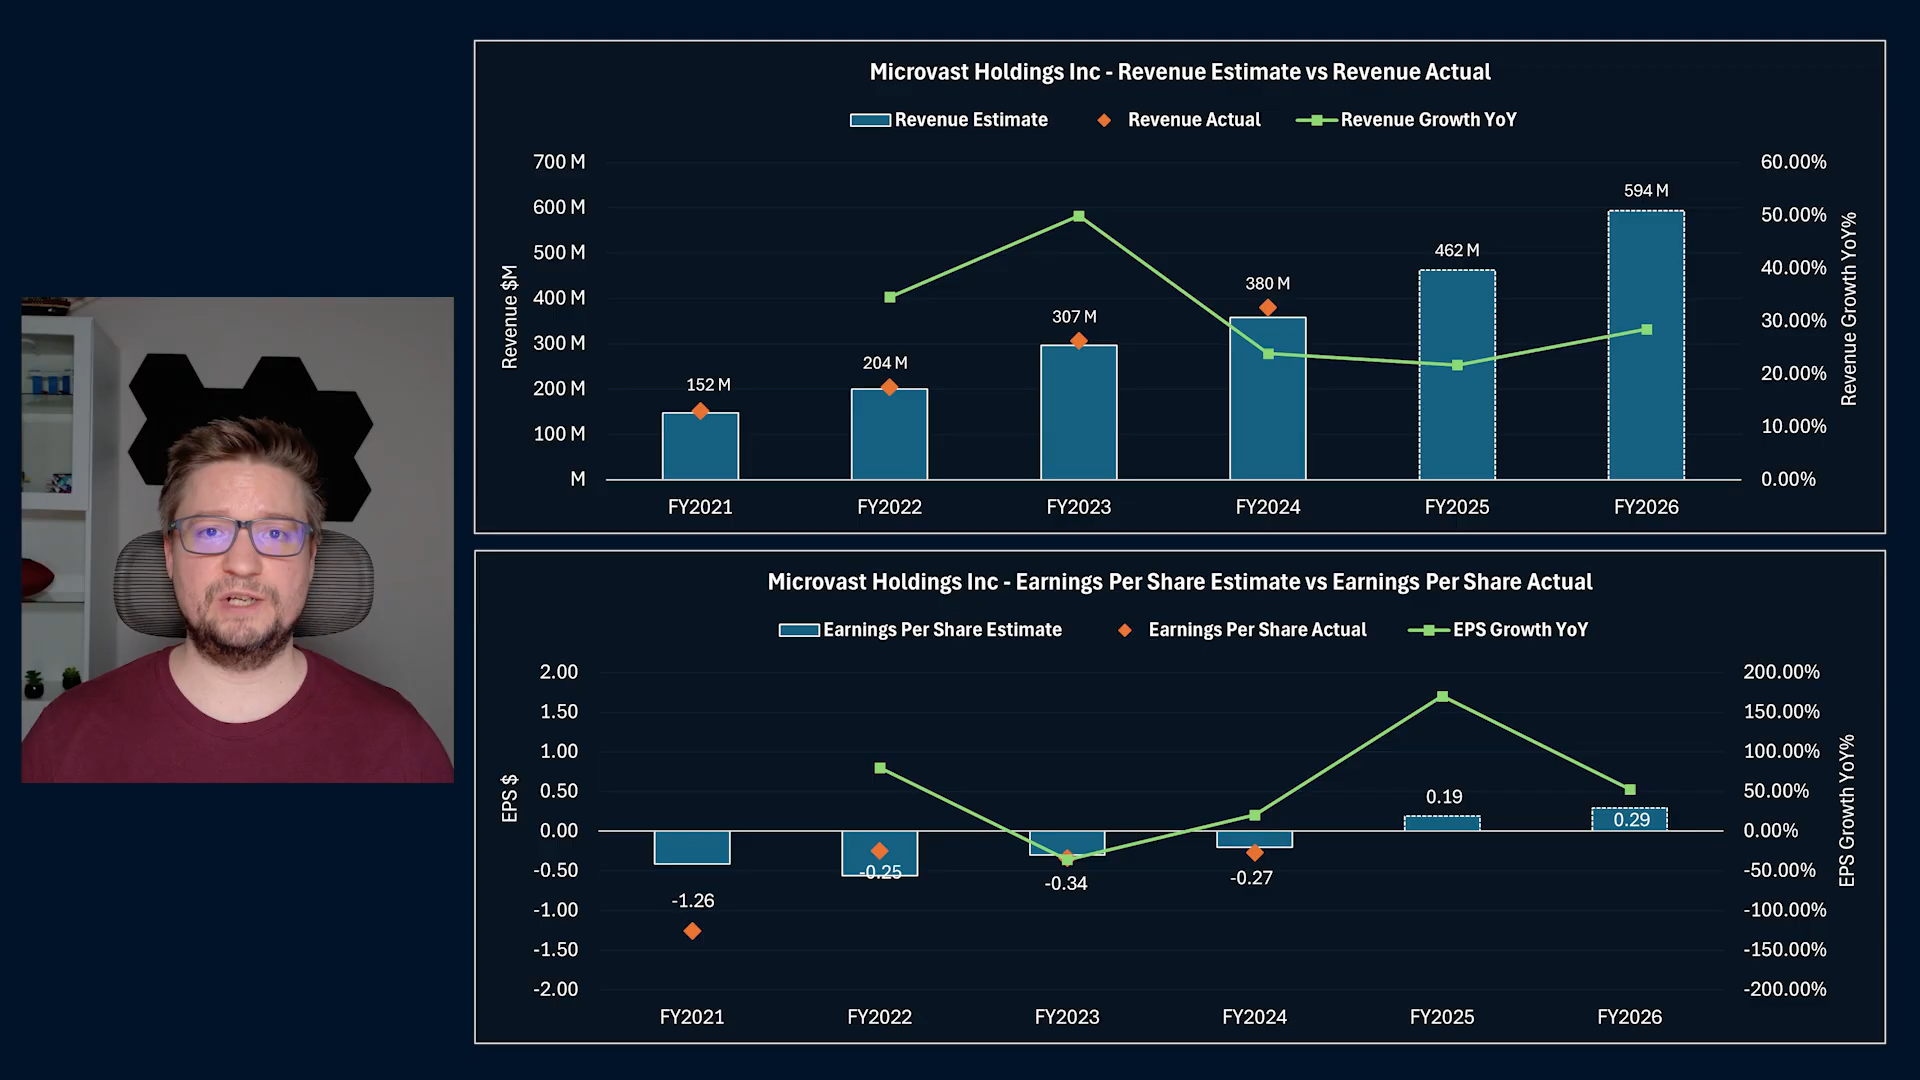 Microvast Holdings Inc - Revenue Estimate vs Revenue Actual
Revenue Estimate Revenue Actual Revenue Growth YoY
700 M
600 M
500 M
400 M
300 M
200 M
100 M
M
Revenue $M
152 M
204 M
307 M
380 M
462 M
594 M
60.00%
50.00%
40.00%
30.00%
20.00%
10.00%
0.00%
Revenue Growth YoY%
FY2021 FY2022 FY2023 FY2024 FY2025 FY2026
Microvast Holdings Inc - Earnings Per Share Estimate vs Earnings Per Share Actual
Earnings Per Share Estimate Earnings Per Share Actual EPS Growth YoY
2.00
1.50
1.00
0.50
0.00
-0.50
-1.00
-1.50
-2.00
EPS $
-1.26
-0.25
-0.34
-0.27
0.19
0.29
200.00%
150.00%
100.00%
50.00%
0.00%
-50.00%
-100.00%
-150.00%
-200.00%
EPS Growth YoY%
FY2021 FY2022 FY2023 FY2024 FY2025 FY2026